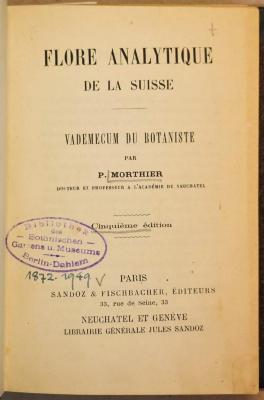 FLORE ANALYTIQUE
DE LA SUISSE
VADEMECUM DU BOTANISTE
PAR
P. MORTHIER
DOCTEUR ET PROFESSEUR A L'ACADÉMIE DE NEUCHATEL
Cinquième édition
Bibliothek
des
Botanischen
Gartens u. Museums
Berlin-Dahlem
1872.1949
PARIS
SANDOZ & FISCHBACHER, ÉDITEURS
33, rue de Seine, 33
NEUCHATEL ET GENÈVE
LIBRAIRIE GÉNÉRALE JULES SANDOZ